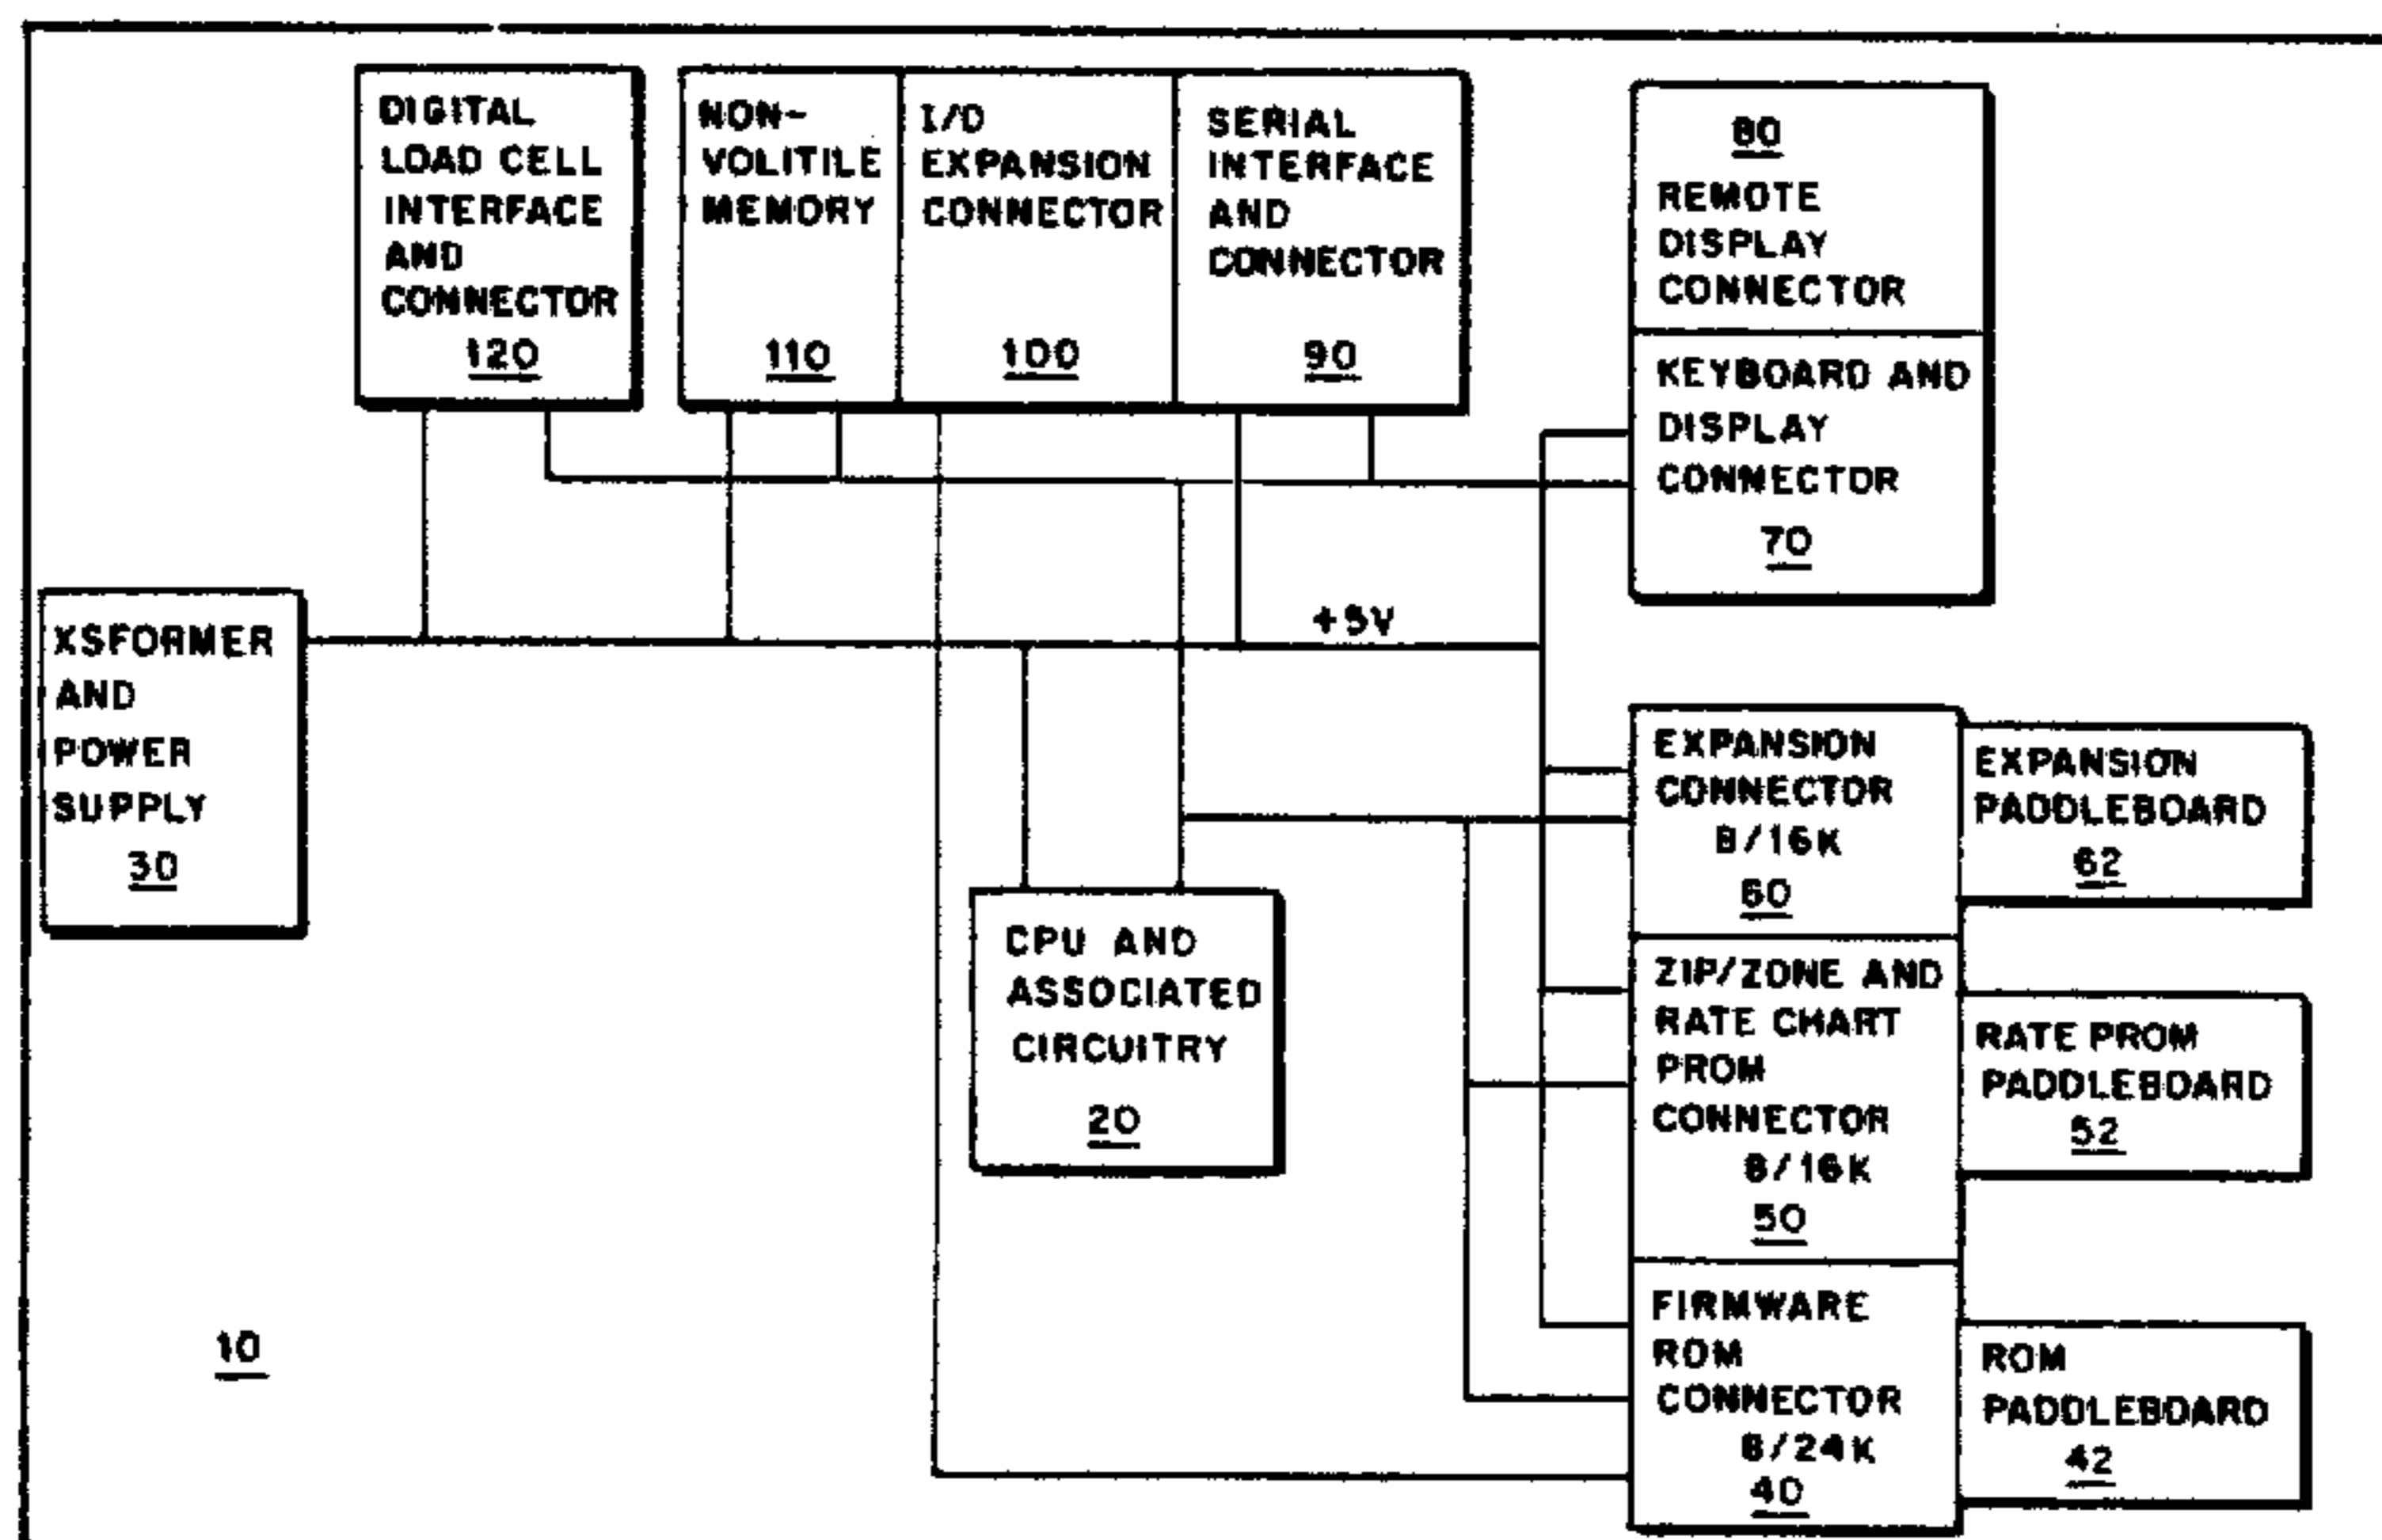 DIGITAL
LOAD CELL
INTERFACE
AND
CONNECTOR
120
NON-
VOLITILE
MEMORY
110
I/O
EXPANSION
CONNECTOR
100
SERIAL
INTERFACE
AND
CONNECTOR
90
80
REMOTE
DISPLAY
CONNECTOR
KEYBOARD AND
DISPLAY
CONNECTOR
70
XSFORMER
AND
POWER
SUPPLY
30
+5V
EXPANSION
CONNECTOR
8/16K
60
EXPANSION
PADDLEBOARD
62
CPU AND
ASSOCIATED
CIRCUITRY
20
ZIP/ZONE AND
RATE CHART
PROM
CONNECTOR
8/16K
50
RATE PROM
PADDLEBOARD
52
FIRMWARE
ROM
CONNECTOR
8/24K
40
ROM
PADDLEBOARD
42
10